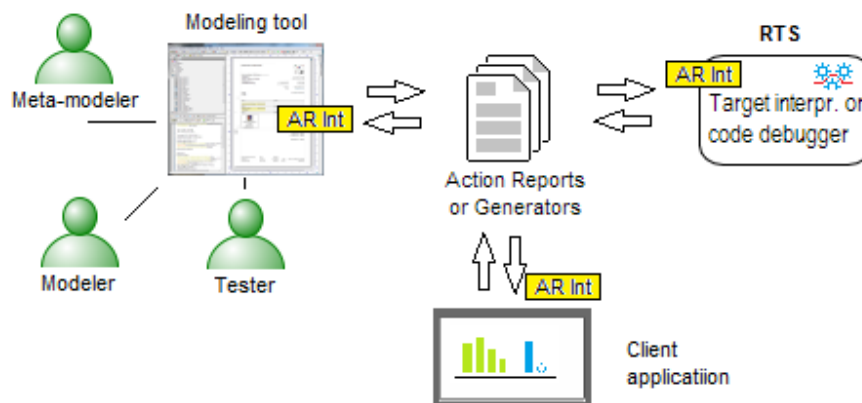 Modeling tool
RTS
Meta-modeler
AR Int
AR Int
Target interpr. or
code debugger
Action Reports
or Generators
Modeler
Tester
AR Int
Client
applicatiion